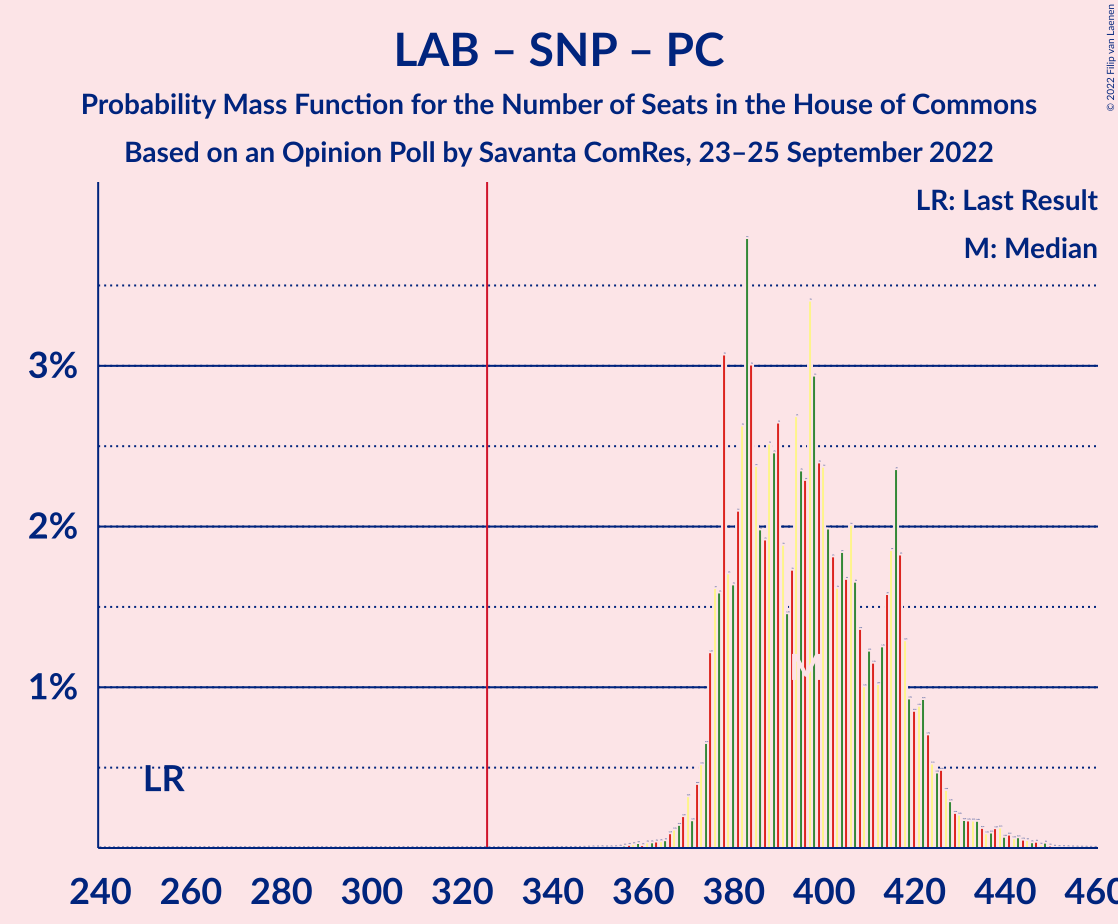 LAB – SNP – PC
Probability Mass Function for the Number of Seats in the House of Commons
Based on an Opinion Poll by Savanta ComRes, 23–25 September 2022
© 2022 Filip van Laenen
LR: Last Result
M: Median
3%
2%
1%
LR
M
240 260 280 300 320 340 360 380 400 420 440 460